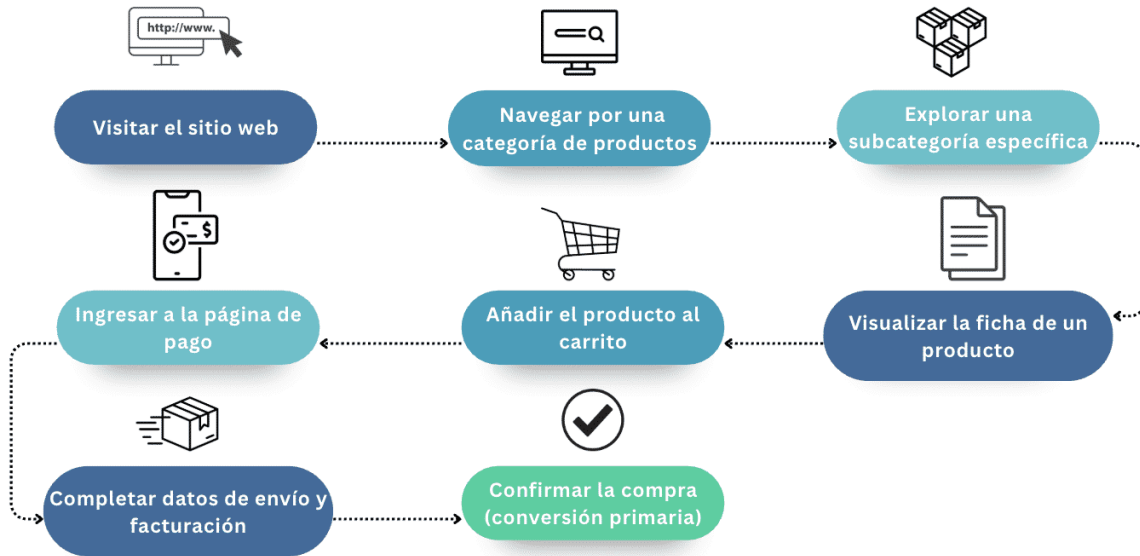 http://www.
Visitar el sitio web
Navegar por una
categoría de productos
Explorar una
subcategoría específica
Visualizar la ficha de un
producto
Añadir el producto al
carrito
Ingresar a la página de
pago
$
Completar datos de envío y
facturación
Confirmar la compra
(conversión primaria)